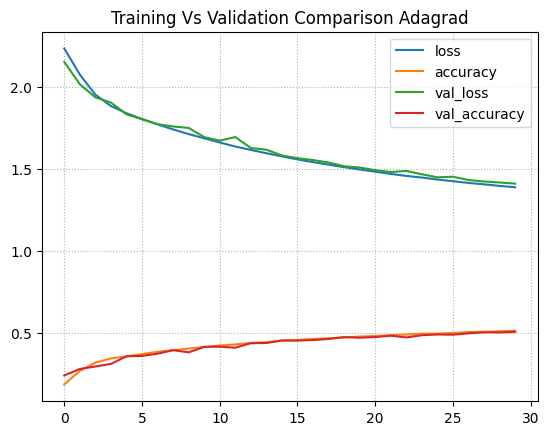 Training Vs Validation Comparison Adagrad
loss
accuracy
val_loss
val_accuracy
2.0
1.5
1.0
0.5
0 5 10 15 20 25 30